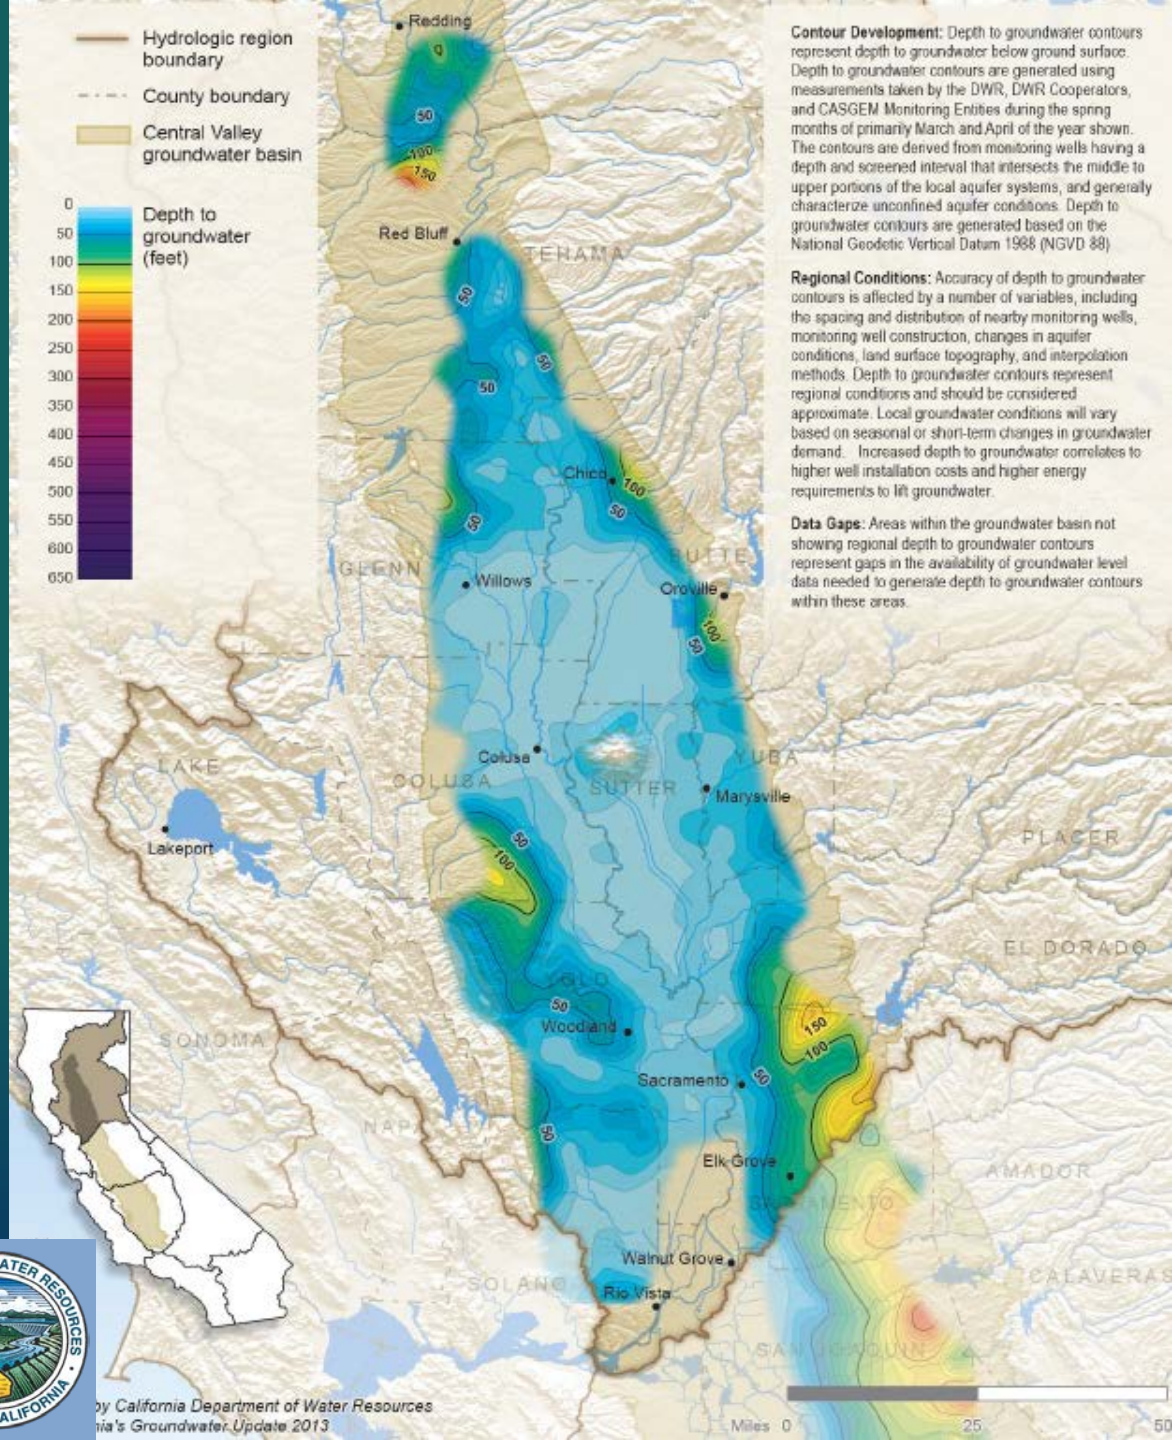 Hydrologic region
boundary
County boundary
Central Valley
groundwater basin
Depth to
groundwater
(feet)
0
50
100
150
200
250
300
350
400
450
500
550
600
650
Contour Development: Depth to groundwater contours
represent depth to groundwater below ground surface.
Depth to groundwater contours are generated using
measurements taken by the DWR, DWR Cooperators,
and CASGEM Monitoring Entities during the spring
months of primarily March and April of the year shown.
The contours are derived from monitoring wells having a
depth and screened interval that intersects the middle to
upper portions of the local aquifer systems, and generally
characterize unconfined aquifer conditions. Depth to
groundwater contours are generated based on the
National Geodetic Vertical Datum 1988 (NGVD 88)
Regional Conditions: Accuracy of depth to groundwater
contours is affected by a number of variables, including
the spacing and distribution of nearby monitoring wells,
monitoring well construction, changes in aquifer
conditions, land surface topography, and interpolation
methods. Depth to groundwater contours represent
regional conditions and should be considered
approximate. Local groundwater conditions will vary
based on seasonal or short-term changes in groundwater
demand. Increased depth to groundwater correlates to
higher well installation costs and higher energy
requirements to lift groundwater.
Data Gaps: Areas within the groundwater basin not
showing regional depth to groundwater contours
represent gaps in the availability of groundwater level
data needed to generate depth to groundwater contours
within these areas.
Redding
50
100
150
Red Bluff
TEHAMA
50
50
50
Chico
100
50
50
GLENN
BUTTE
Willows
Oroville
100
50
Colusa
YUBA
COLUSA
SUTTER
Marysville
LAKE
Lakeport
PLACER
50
100
EL DORADO
50
Woodland
150
100
SONOMA
Sacramento
50
NAPA
50
Elk Grove
AMADOR
SACRAMENTO
Walnut Grove
SOLANO
Rio Vista
CALAVERAS
SAN JOAQUIN
ATER RESOURCES
ALIFORNIA
by California Department of Water Resources
nia's Groundwater Update 2013
Miles 0 25 50